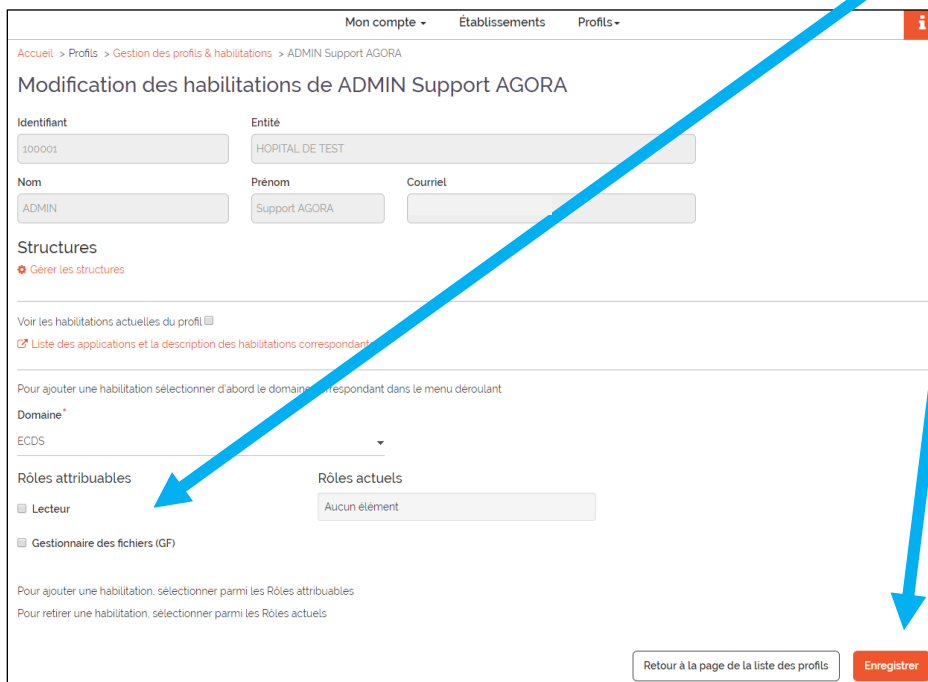 Mon compte Établissements Profils i
Accueil > Profils > Gestion des profils & habilitations > ADMIN Support AGORA
Modification des habilitations de ADMIN Support AGORA
Identifiant Entité
100001 HOPITAL DE TEST
Nom Prénom Courriel
ADMIN Support AGORA
Structures
Gérer les structures
Voir les habilitations actuelles du profil
Liste des applications et la description des habilitations
Pour ajouter une habilitation sélectionner d'abord le domaine dans le menu déroulant
Domaine*
ECDS
Rôles attribuables Rôles actuels
Lecteur Aucun élément
Gestionnaire des fichiers (GF)
Pour ajouter une habilitation, sélectionner parmi les Rôles attribuables
Pour retirer une habilitation, sélectionner parmi les Rôles actuels
Retour à la page de la liste des profils Enregistrer